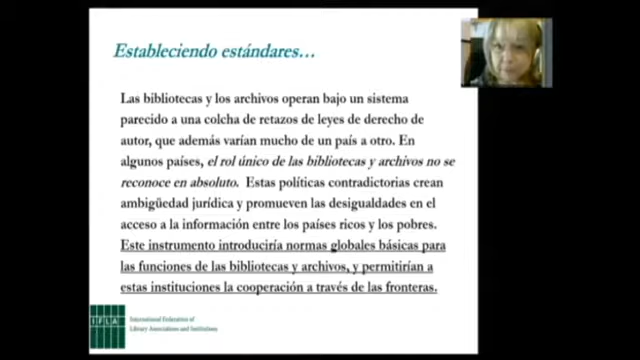 Estableciendo estándares…
Las bibliotecas y los archivos operan bajo un sistema
parecido a una colcha de retazos de leyes de derecho de
autor, que además varían mucho de un país a otro. En
algunos países, el rol único de las bibliotecas y archivos no se
reconoce en absoluto. Estas políticas contradictorias crean
ambigüedad jurídica y promueven las desigualdades en el
acceso a la información entre los países ricos y los pobres.
Este instrumento introduciría normas globales básicas para
las funciones de las bibliotecas y archivos, y permitirían a
estas instituciones la cooperación a través de las fronteras.
IFLA
International Federation of
Library Associations and Institutions